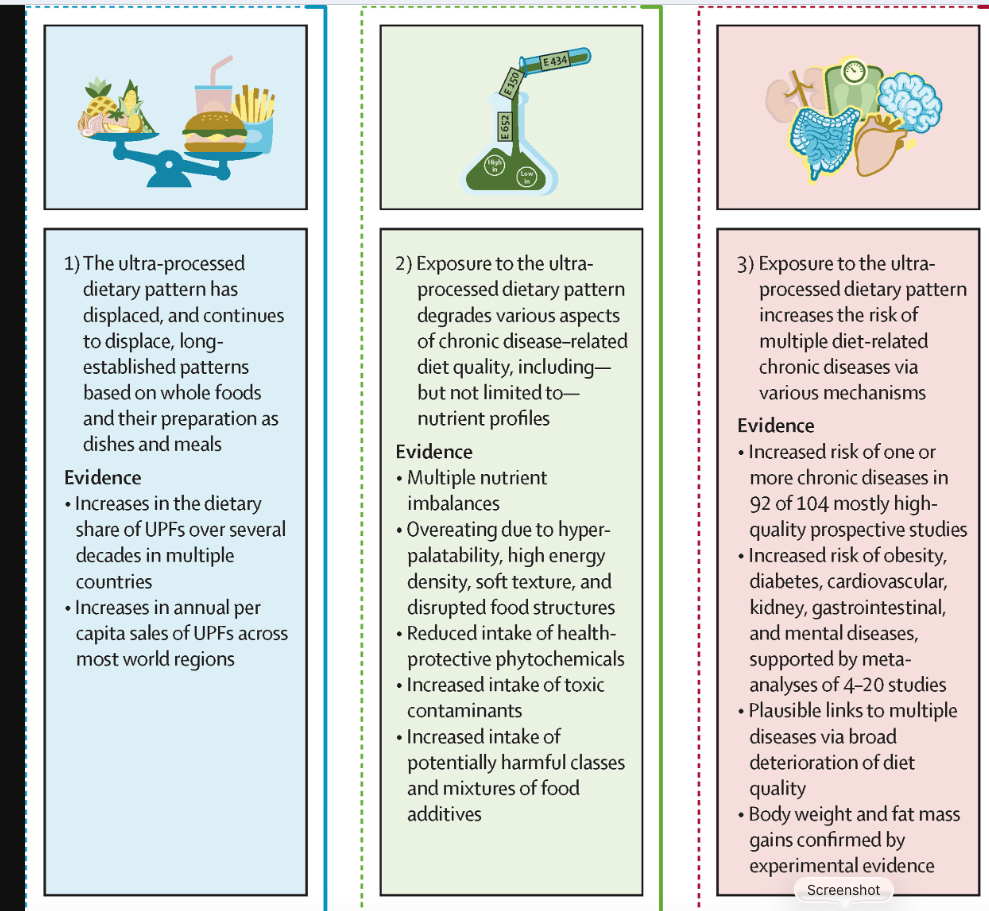 E 434
E 150
E 652
High
in
Low
in
1) The ultra-processed
dietary pattern has
displaced, and continues
to displace, long-
established patterns
based on whole foods
and their preparation as
dishes and meals
Evidence
• Increases in the dietary
share of UPFs over several
decades in multiple
countries
• Increases in annual per
capita sales of UPFs across
most world regions
2) Exposure to the ultra-
processed dietary pattern
degrades various aspects
of chronic disease–related
diet quality, including—
but not limited to—
nutrient profiles
Evidence
• Multiple nutrient
imbalances
• Overeating due to hyper-
palatability, high energy
density, soft texture, and
disrupted food structures
• Reduced intake of health-
protective phytochemicals
• Increased intake of toxic
contaminants
• Increased intake of
potentially harmful classes
and mixtures of food
additives
3) Exposure to the ultra-
processed dietary pattern
increases the risk of
multiple diet-related
chronic diseases via
various mechanisms
Evidence
• Increased risk of one or
more chronic diseases in
92 of 104 mostly high-
quality prospective studies
• Increased risk of obesity,
diabetes, cardiovascular,
kidney, gastrointestinal,
and mental diseases,
supported by meta-
analyses of 4–20 studies
• Plausible links to multiple
diseases via broad
deterioration of diet
quality
• Body weight and fat mass
gains confirmed by
experimental evidence
Screenshot